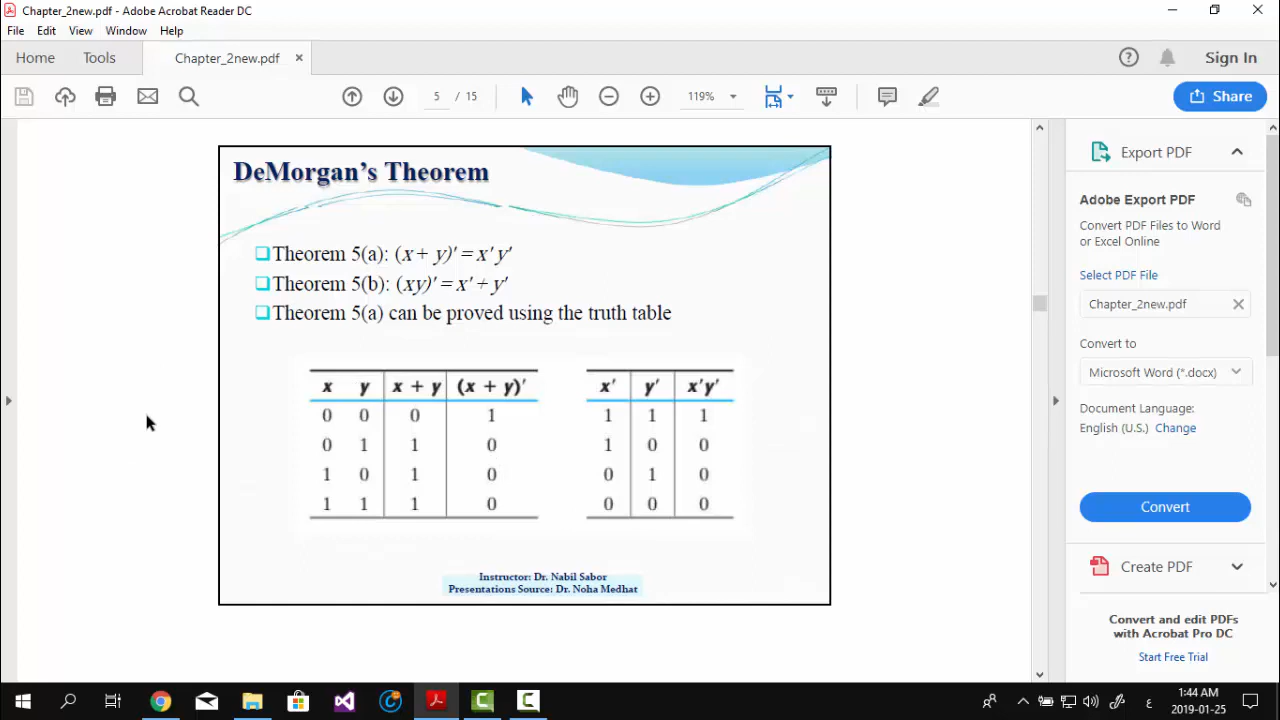 Chapter_2new.pdf - Adobe Acrobat Reader DC
File Edit View Window Help
Home Tools Chapter_2new.pdf × Sign In
5 / 15 119% Share
DeMorgan's Theorem
Theorem 5(a): (x + y)′ = x′ y′
Theorem 5(b): (xy)′ = x′ + y′
Theorem 5(a) can be proved using the truth table
x y x + y (x + y)′ x′ y′ x′y′
0 0 0 1 1 1 1
0 1 1 0 1 0 0
1 0 1 0 0 1 0
1 1 1 0 0 0 0
Instructor: Dr. Nabil Sabor
Presentations Source: Dr. Noha Medhat
Export PDF
Adobe Export PDF
Convert PDF Files to Word
or Excel Online
Select PDF File
Chapter_2new.pdf
Convert to
Microsoft Word (*.docx)
Document Language:
English (U.S.) Change
Convert
Create PDF
Convert and edit PDFs
with Acrobat Pro DC
Start Free Trial
ع
1:44 AM
2019-01-25